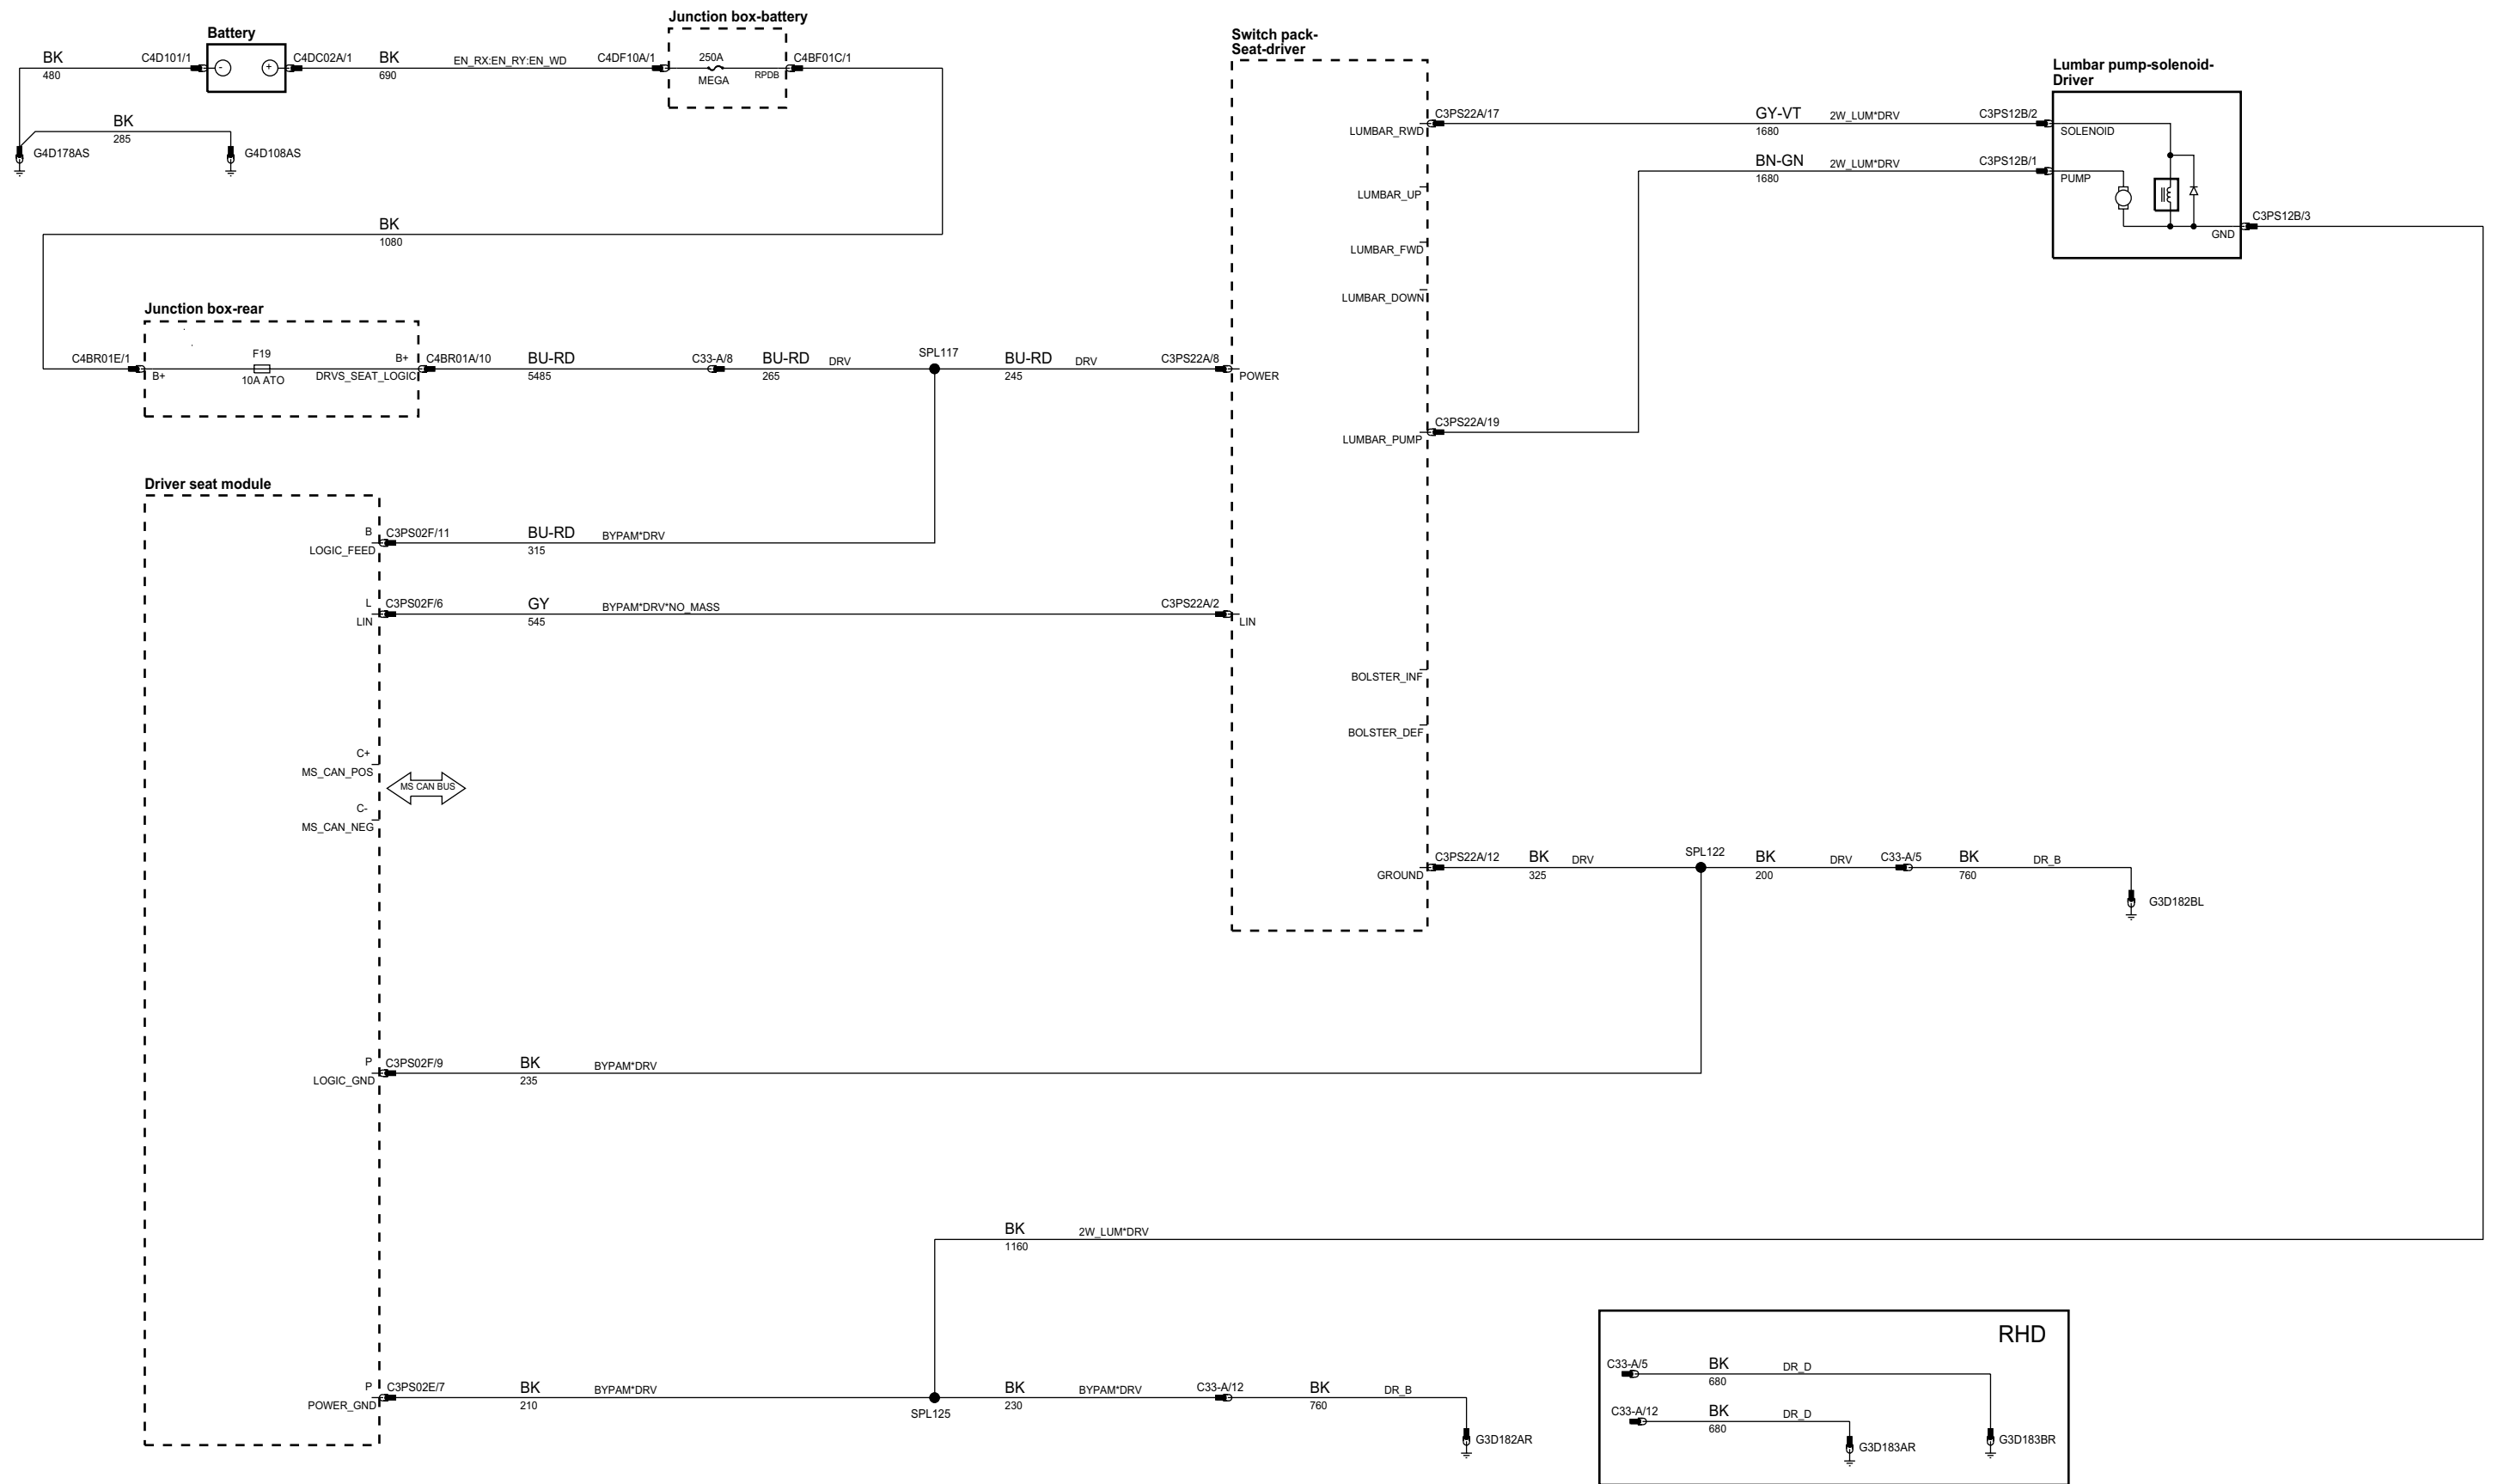 Junction box-battery
Battery
BK
480
C4D101/1
-
+
C4DC02A/1
BK
690
EN_RX:EN_RY:EN_WD
C4DF10A/1
250A
MEGA
RPDB
C4BF01C/1
BK
285
G4D178AS
G4D108AS
BK
1080
Switch pack-
Seat-driver
Lumbar pump-solenoid-
Driver
LUMBAR_RWD
C3PS22A/17
GY-VT
1680
2W_LUM*DRV
C3PS12B/2
SOLENOID
BN-GN
1680
2W_LUM*DRV
C3PS12B/1
PUMP
C3PS12B/3
GND
LUMBAR_UP
LUMBAR_FWD
LUMBAR_DOWN
Junction box-rear
C4BR01E/1
B+
F19
10A ATO
B+
DRVS_SEAT_LOGIC
C4BR01A/10
BU-RD
5485
C33-A/8
BU-RD
265
DRV
SPL117
BU-RD
245
DRV
C3PS22A/8
POWER
C3PS22A/19
LUMBAR_PUMP
Driver seat module
B
LOGIC_FEED
C3PS02F/11
BU-RD
315
BYPAM*DRV
L
LIN
C3PS02F/6
GY
545
BYPAM*DRV*NO_MASS
C3PS22A/2
LIN
BOLSTER_INF
BOLSTER_DEF
C+
MS_CAN_POS
MS CAN BUS
C-
MS_CAN_NEG
GROUND
C3PS22A/12
BK
325
DRV
SPL122
BK
200
DRV
C33-A/5
BK
760
DR_B
G3D182BL
P
LOGIC_GND
C3PS02F/9
BK
235
BYPAM*DRV
BK
1160
2W_LUM*DRV
P
POWER_GND
C3PS02E/7
BK
210
BYPAM*DRV
SPL125
BK
230
BYPAM*DRV
C33-A/12
BK
760
DR_B
G3D182AR
RHD
C33-A/5
BK
680
DR_D
C33-A/12
BK
680
DR_D
G3D183AR
G3D183BR